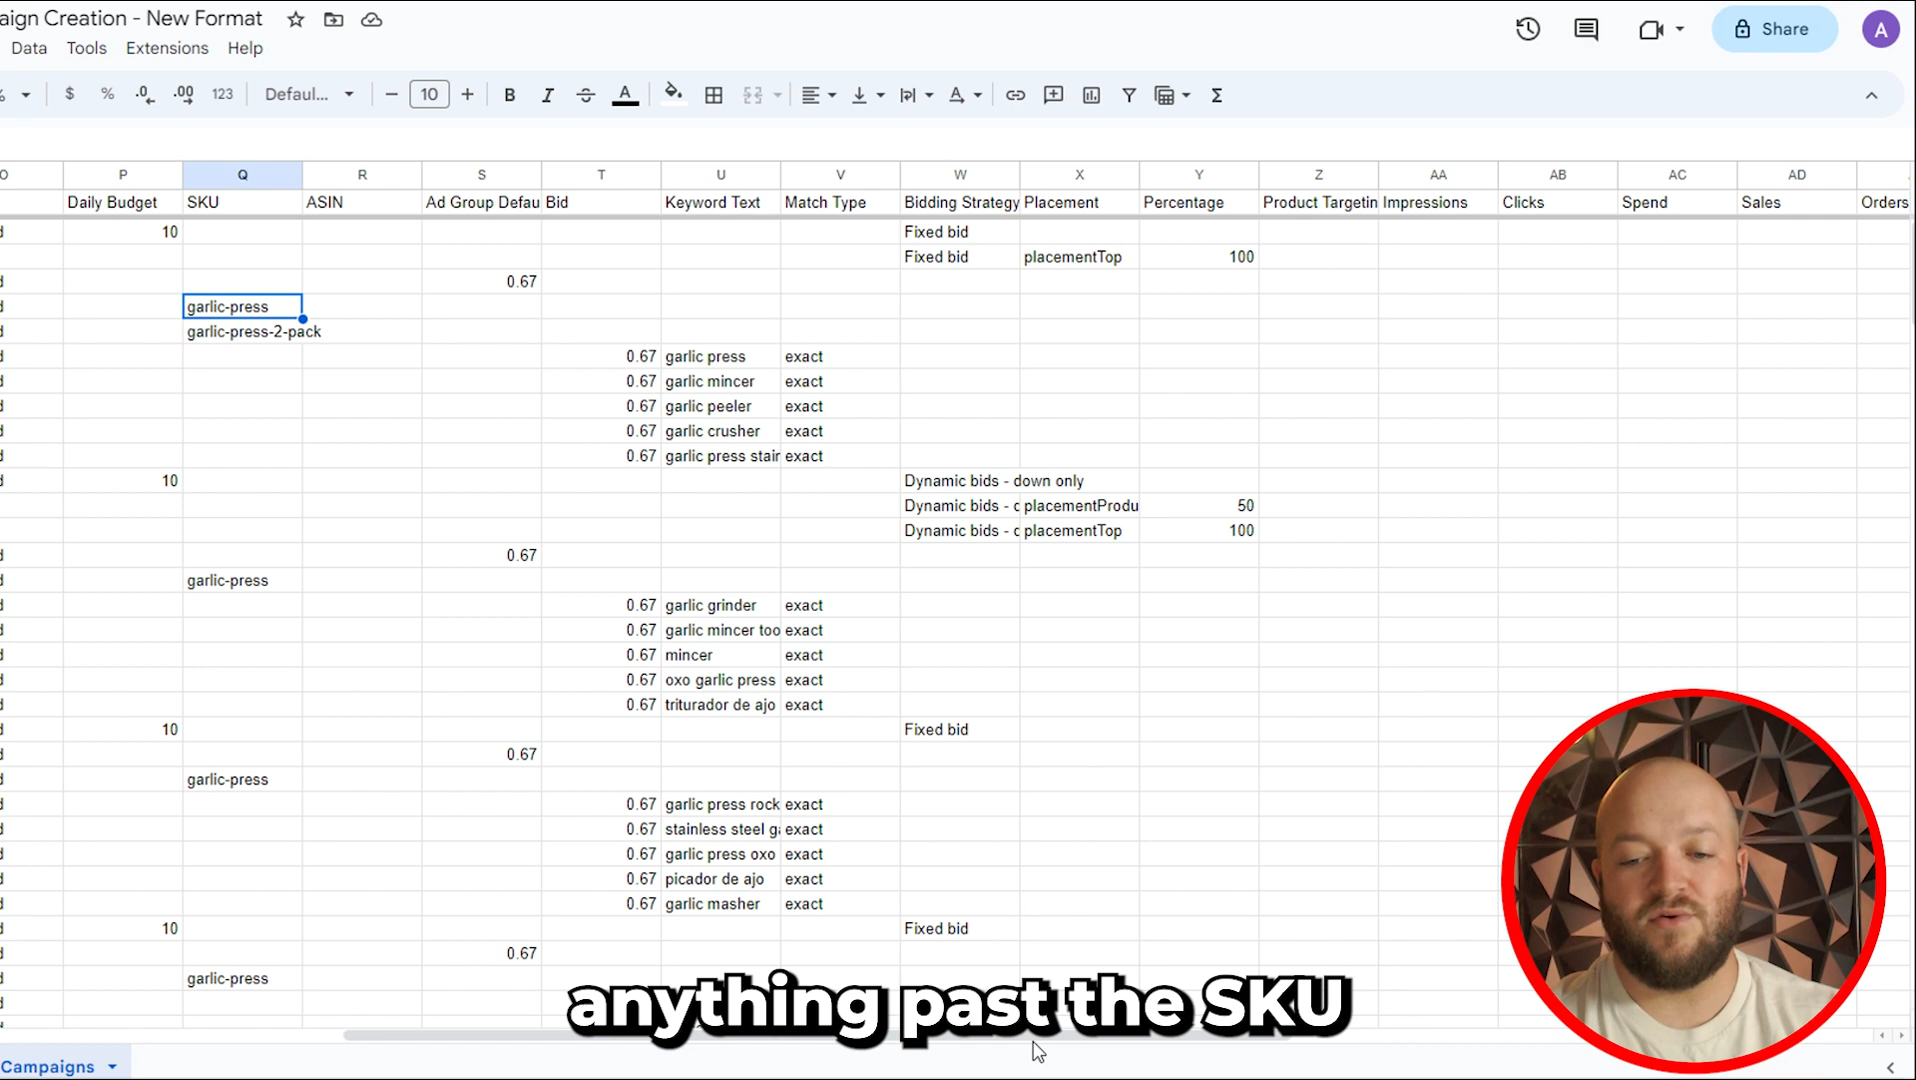 aign Creation - New Format
Data Tools Extensions Help
Share A
% $ % .0 .00 123 Defaul... 10 B I A
O P Q R S T U V W X Y Z AA AB AC AD
Daily Budget SKU ASIN Ad Group Defau Bid Keyword Text Match Type Bidding Strategy Placement Percentage Product Targetin Impressions Clicks Spend Sales Orders
d 10 Fixed bid
Fixed bid placementTop 100
d 0.67
d garlic-press
d garlic-press-2-pack
d 0.67 garlic press exact
d 0.67 garlic mincer exact
d 0.67 garlic peeler exact
d 0.67 garlic crusher exact
d 0.67 garlic press stair exact
d 10 Dynamic bids - down only
Dynamic bids - c placementProdu 50
Dynamic bids - c placementTop 100
d 0.67
d garlic-press
d 0.67 garlic grinder exact
d 0.67 garlic mincer too exact
d 0.67 mincer exact
d 0.67 oxo garlic press exact
d 0.67 triturador de ajo exact
d 10 Fixed bid
d 0.67
d garlic-press
d 0.67 garlic press rock exact
d 0.67 stainless steel ga exact
d 0.67 garlic press oxo exact
d 0.67 picador de ajo exact
d 0.67 garlic masher exact
d 10 Fixed bid
d 0.67
d garlic-press
d
anything past the SKU
Campaigns